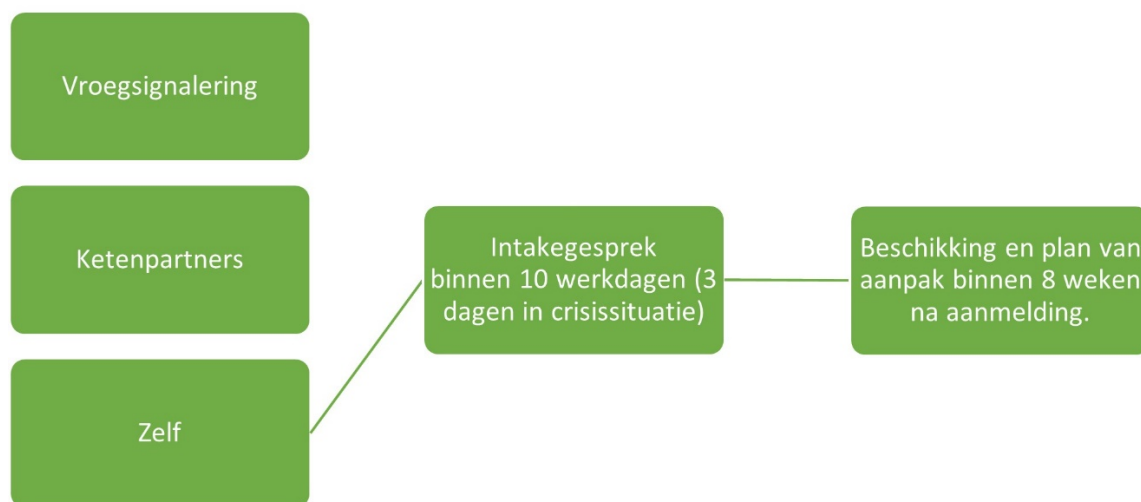 Vroegsignalering
Ketenpartners
Zelf
Intakegesprek
binnen 10 werkdagen (3
dagen in crisissituatie)
Beschikking en plan van
aanpak binnen 8 weken
na aanmelding.